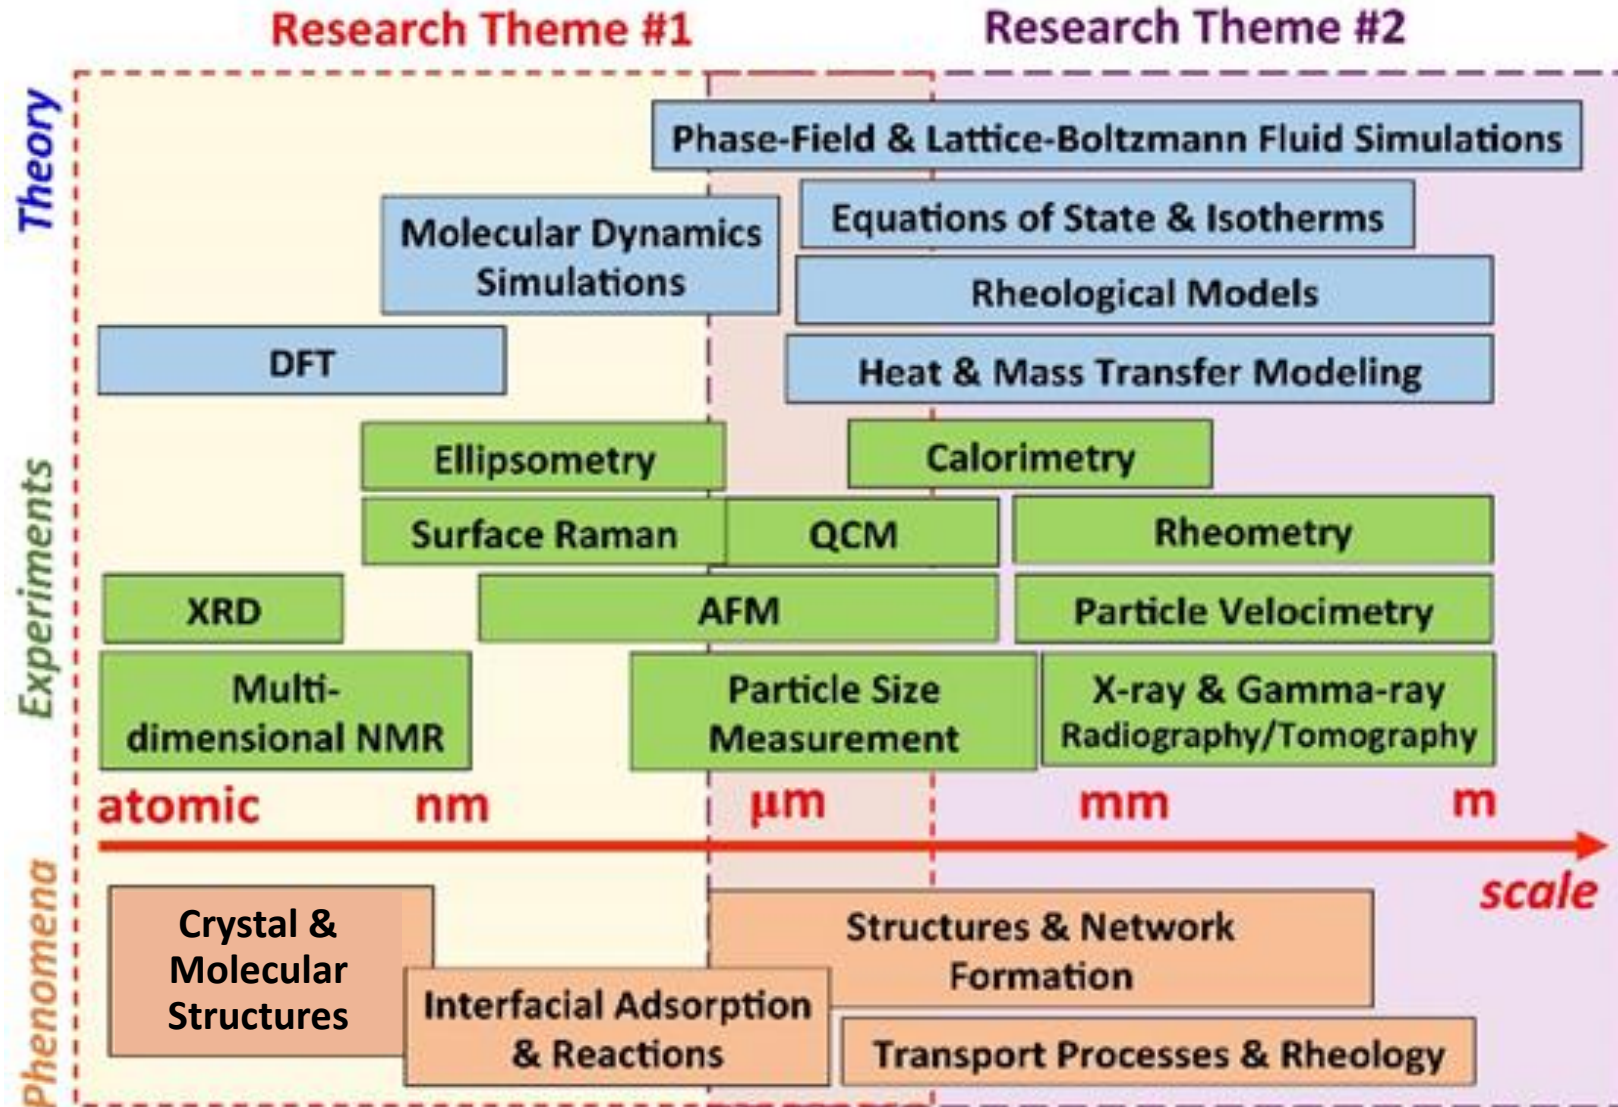 Research Theme #1
Research Theme #2
Theory
Phase-Field & Lattice-Boltzmann Fluid Simulations
Molecular Dynamics
Simulations
Equations of State & Isotherms
Rheological Models
DFT
Heat & Mass Transfer Modeling
Experiments
Ellipsometry
Calorimetry
Surface Raman
QCM
Rheometry
XRD
AFM
Particle Velocimetry
Multi-
dimensional NMR
Particle Size
Measurement
X-ray & Gamma-ray
Radiography/Tomography
atomic
nm
μm
mm
m
scale
Phenomena
Crystal &
Molecular
Structures
Interfacial Adsorption
& Reactions
Structures & Network
Formation
Transport Processes & Rheology